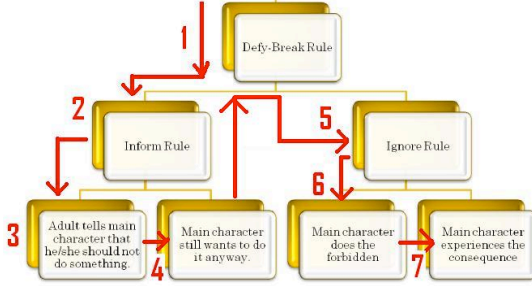 1
Defy-Break Rule
2
Inform Rule
5
Ignore Rule
3
Adult tells main
character that
he/she should not
do something.
4
Main character
still wants to do
it anyway.
6
Main character
does the
forbidden
7
Main character
experiences the
consequence